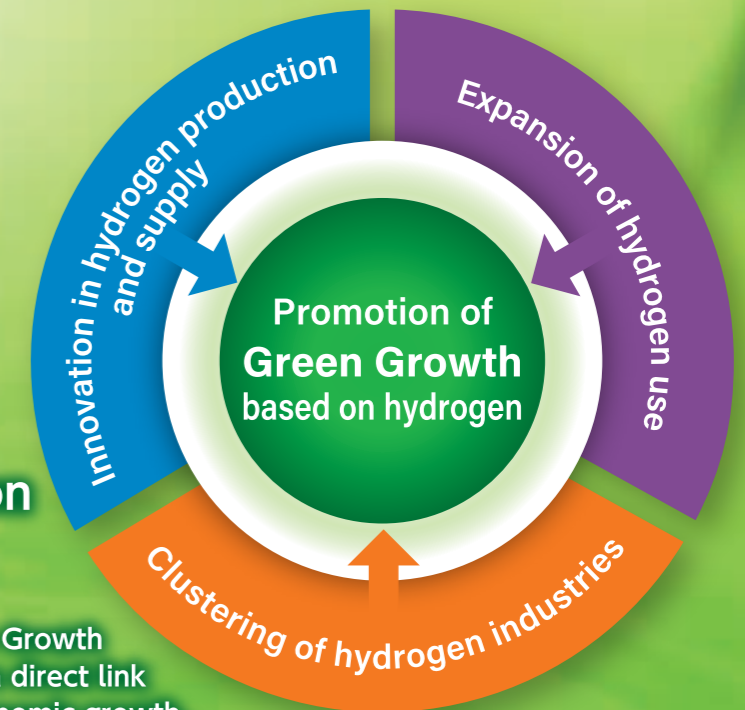 Innovation in hydrogen production
and supply
Expansion of hydrogen use
Promotion of
Green Growth
based on hydrogen
Clustering of hydrogen industries
Growth
direct link
growth